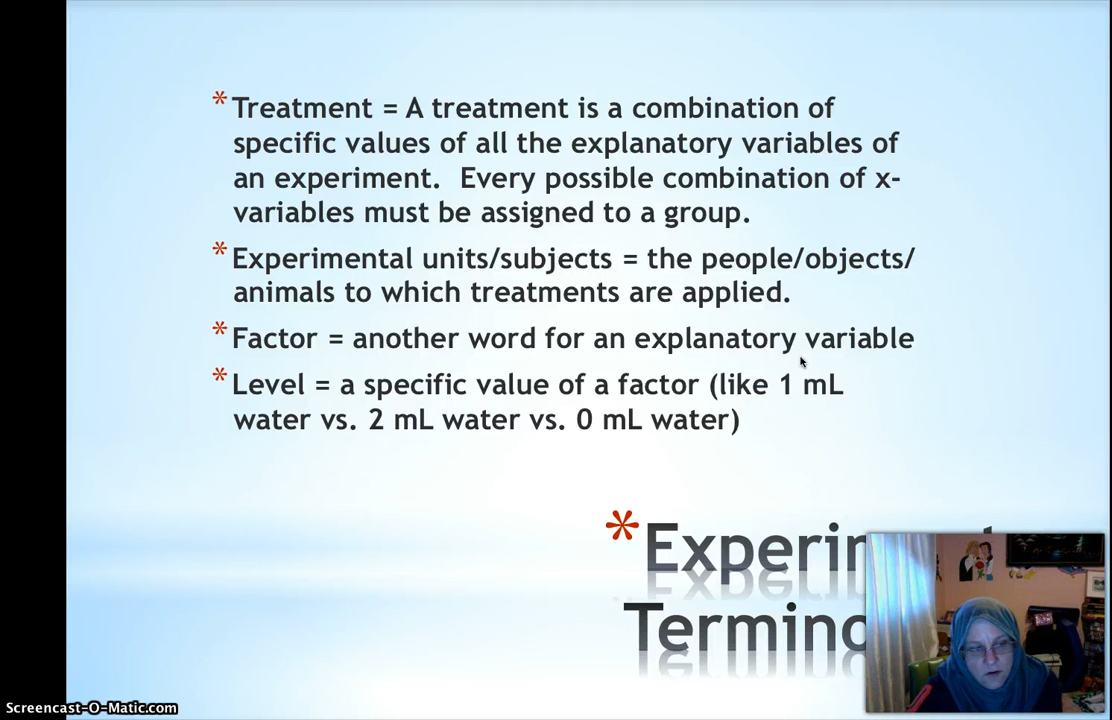 * Treatment = A treatment is a combination of
specific values of all the explanatory variables of
an experiment. Every possible combination of x-
variables must be assigned to a group.
* Experimental units/subjects = the people/objects/
animals to which treatments are applied.
* Factor = another word for an explanatory variable
* Level = a specific value of a factor (like 1 mL
water vs. 2 mL water vs. 0 mL water)
*
Screencast-O-Matic.com